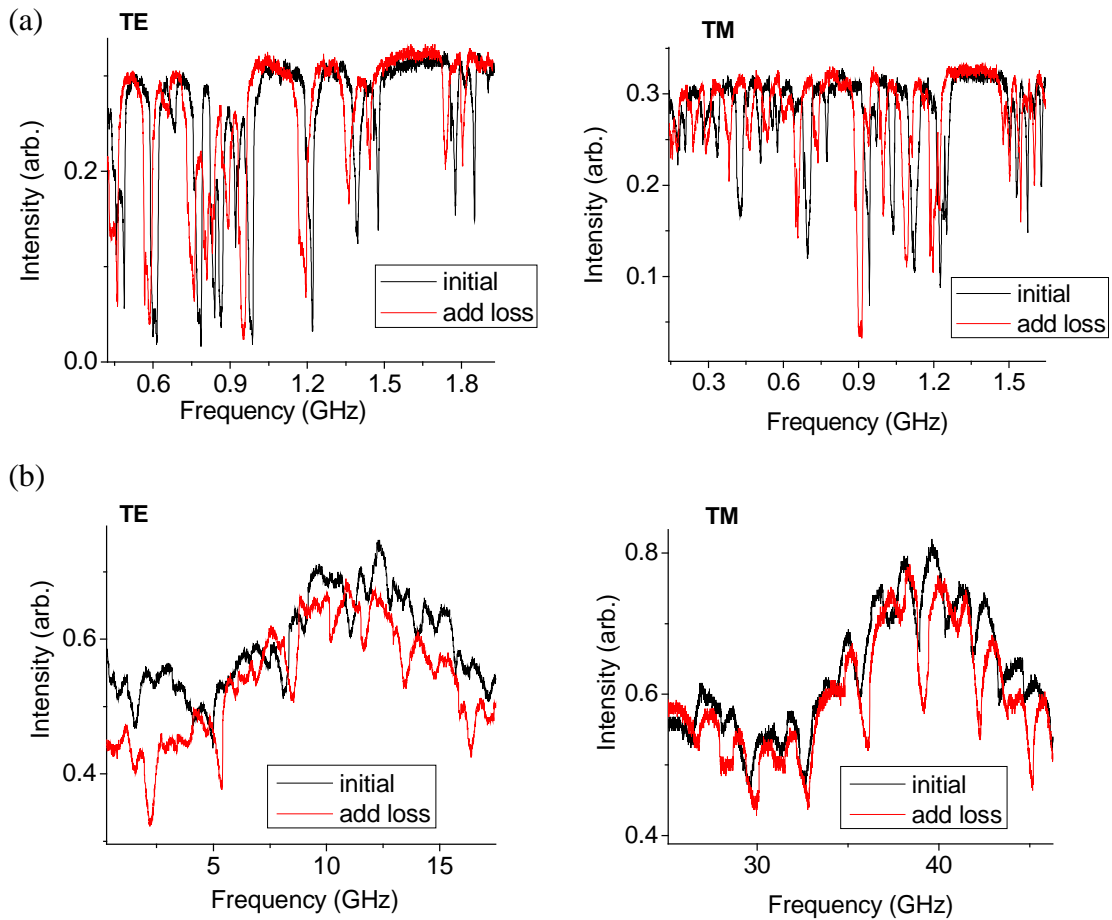 (a)
TE
Intensity (arb.)
0.2
0.0
0.6 0.9 1.2 1.5 1.8
Frequency (GHz)
initial
add loss
TM
Intensity (arb.)
0.3
0.2
0.1
0.3 0.6 0.9 1.2 1.5
Frequency (GHz)
initial
add loss
(b)
TE
Intensity (arb.)
0.6
0.4
5 10 15
Frequency (GHz)
initial
add loss
TM
Intensity (arb.)
0.8
0.6
0.4
30 40
Frequency (GHz)
initial
add loss